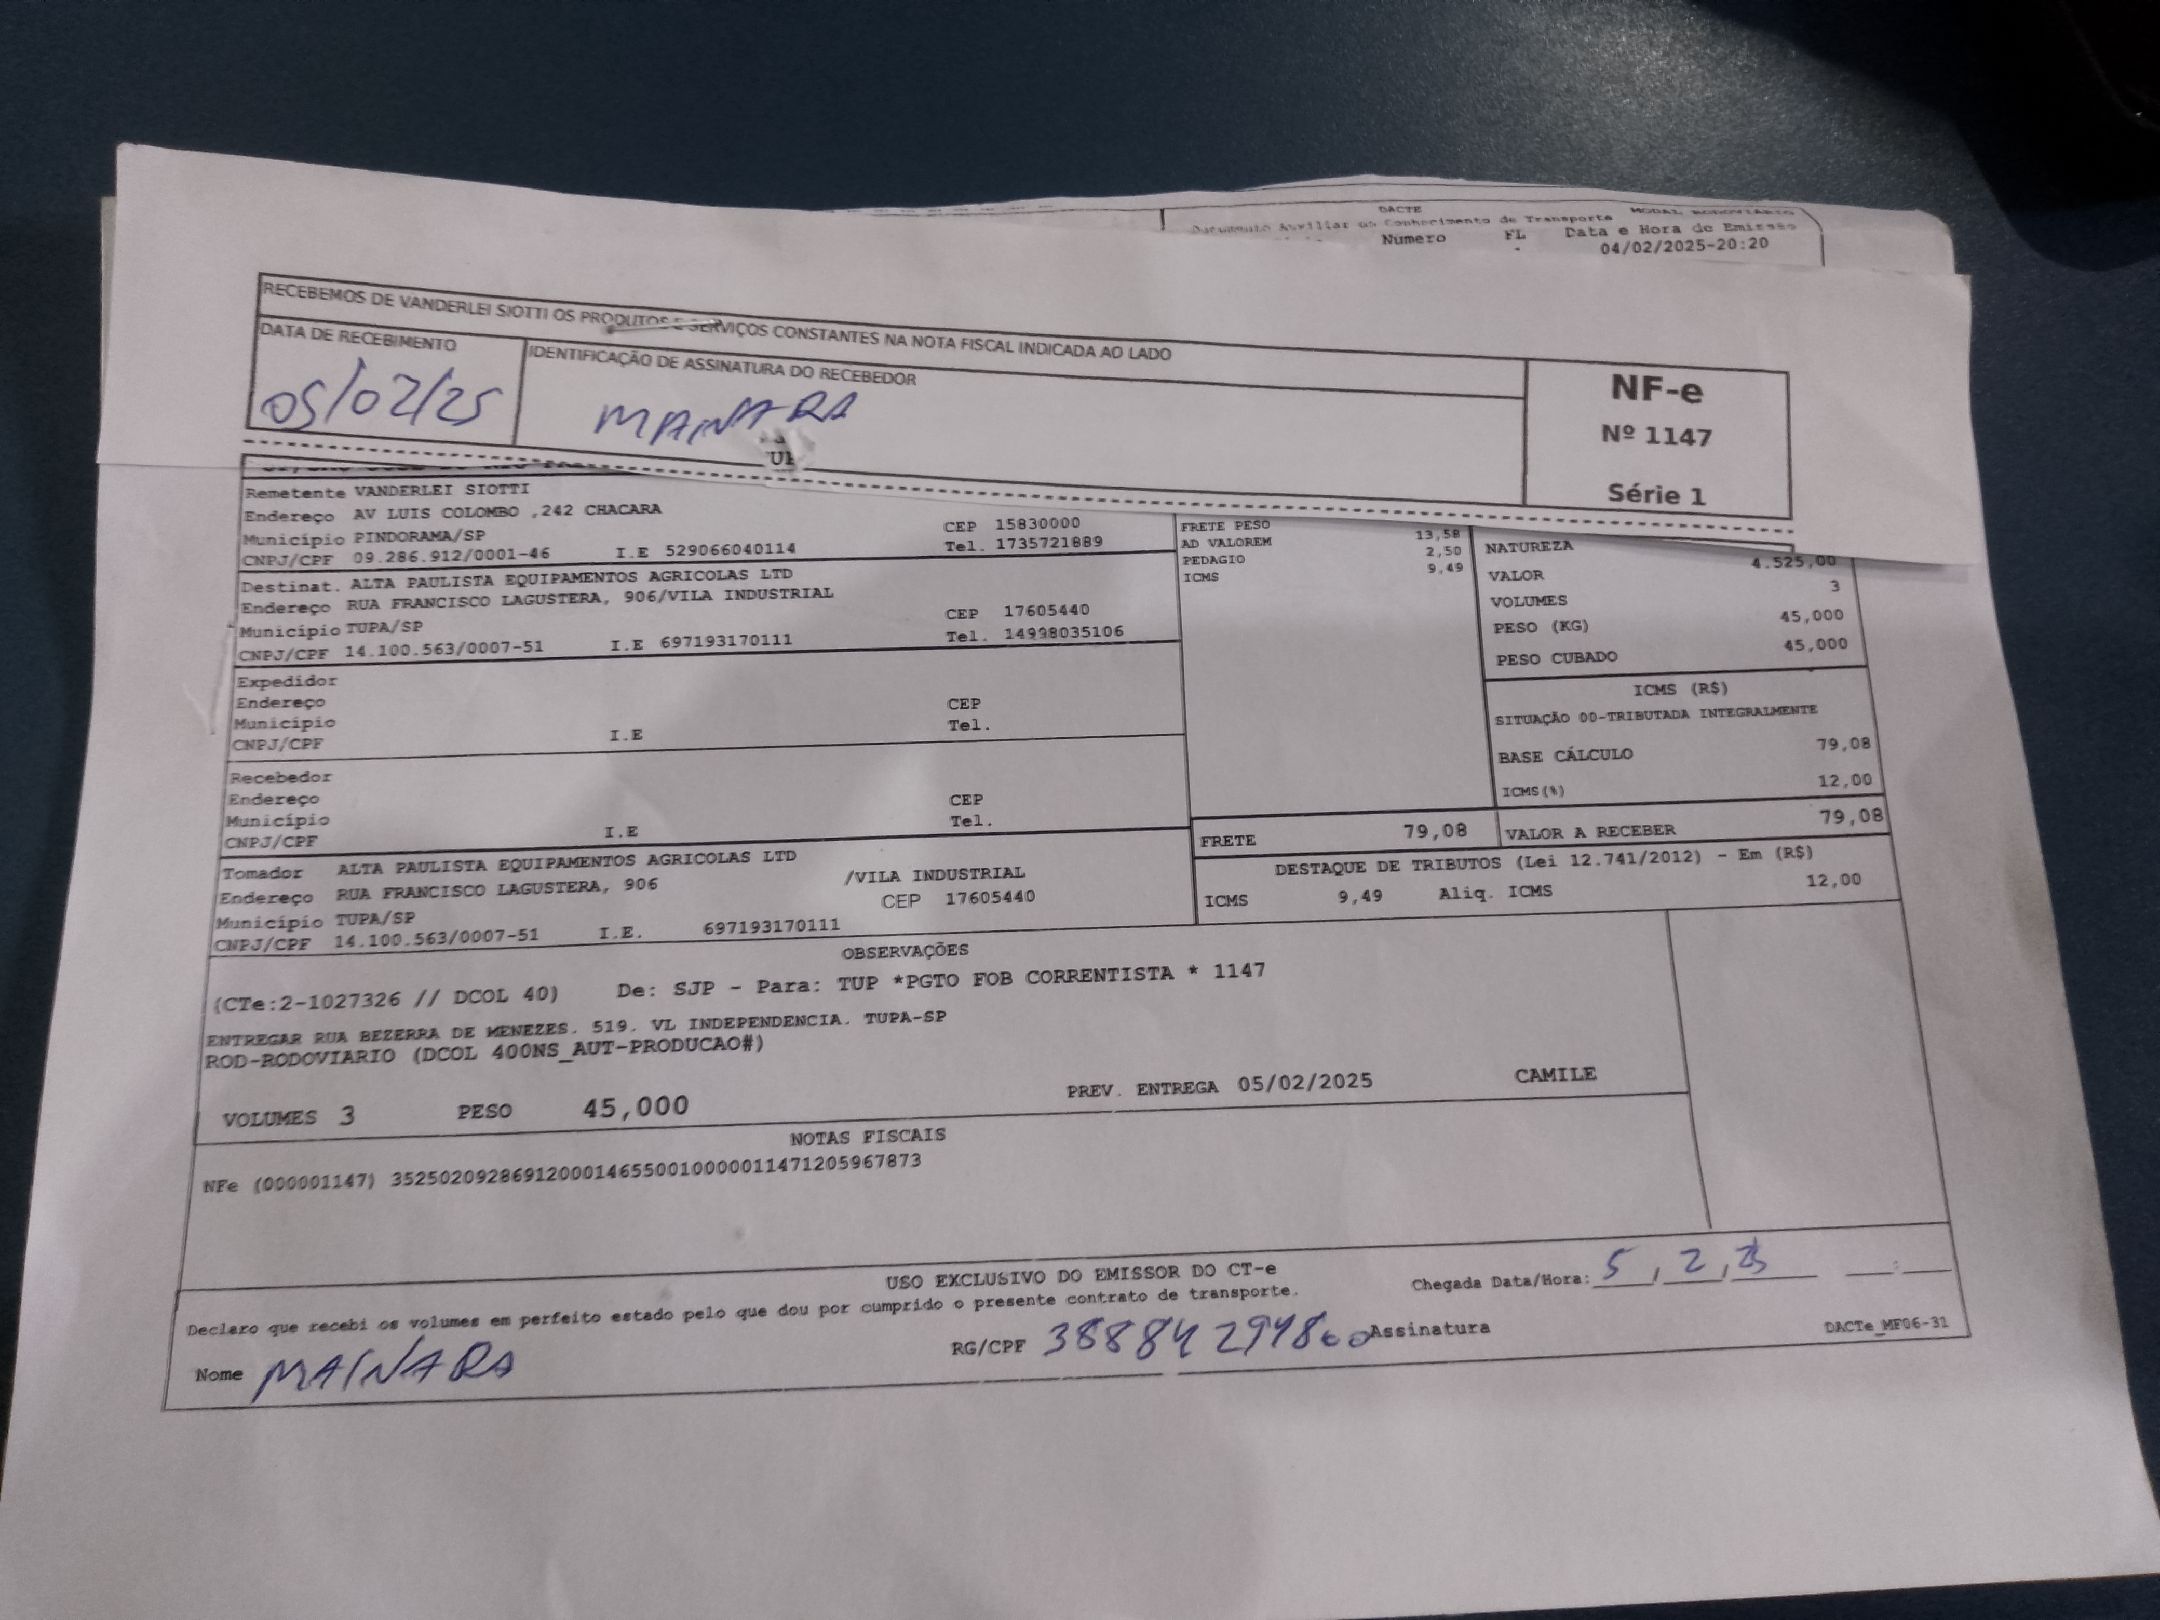 DACTE MODAL RODOVIÁRIO
Documento Auxiliar do Conhecimento de Transporte
Número FL Data e Hora de Emissão
04/02/2025-20:20
RECEBEMOS DE VANDERLEI SIOTTI OS PRODUTOS E SERVIÇOS CONSTANTES NA NOTA FISCAL INDICADA AO LADO
DATA DE RECEBIMENTO
IDENTIFICAÇÃO DE ASSINATURA DO RECEBEDOR
05/02/25
MAINARA
NF-e
Nº 1147
Série 1
Remetente VANDERLEI SIOTTI
Endereço AV LUIS COLOMBO ,242 CHACARA
Município PINDORAMA/SP CEP 15830000
CNPJ/CPF 09.286.912/0001-46 I.E 529066040114 Tel. 1735721889
Destinat. ALTA PAULISTA EQUIPAMENTOS AGRICOLAS LTD
Endereço RUA FRANCISCO LAGUSTERA, 906/VILA INDUSTRIAL
Município TUPA/SP CEP 17605440
CNPJ/CPF 14.100.563/0007-51 I.E 697193170111 Tel. 14998035106
Expedidor
Endereço CEP
Município Tel.
CNPJ/CPF I.E
Recebedor
Endereço CEP
Município Tel.
CNPJ/CPF I.E
Tomador ALTA PAULISTA EQUIPAMENTOS AGRICOLAS LTD
Endereço RUA FRANCISCO LAGUSTERA, 906 /VILA INDUSTRIAL
Município TUPA/SP CEP 17605440
CNPJ/CPF 14.100.563/0007-51 I.E. 697193170111
FRETE PESO
AD VALOREM 13,58
PEDAGIO 2,50
ICMS 9,49
NATUREZA
VALOR 4.525,00
VOLUMES 3
PESO (KG) 45,000
PESO CUBADO 45,000
ICMS (R$)
SITUAÇÃO 00-TRIBUTADA INTEGRALMENTE
BASE CÁLCULO 79,08
ICMS(%) 12,00
FRETE 79,08 VALOR A RECEBER 79,08
DESTAQUE DE TRIBUTOS (Lei 12.741/2012) - Em (R$)
ICMS 9,49 Aliq. ICMS 12,00
OBSERVAÇÕES
(CTe:2-1027326 // DCOL 40) De: SJP - Para: TUP *PGTO FOB CORRENTISTA * 1147
ENTREGAR RUA BEZERRA DE MENEZES. 519. VL INDEPENDENCIA. TUPA-SP
ROD-RODOVIARIO (DCOL 400NS_AUT-PRODUCAO#)
VOLUMES 3 PESO 45,000 PREV. ENTREGA 05/02/2025 CAMILE
NOTAS FISCAIS
NFe (000001147) 35250209286912000146550010000011471205967873
USO EXCLUSIVO DO EMISSOR DO CT-e
Chegada Data/Hora: 5, 2, 25
Declaro que recebi os volumes em perfeito estado pelo que dou por cumprido o presente contrato de transporte.
Nome MAINARA RG/CPF Assinatura
DACTe_MF06-31